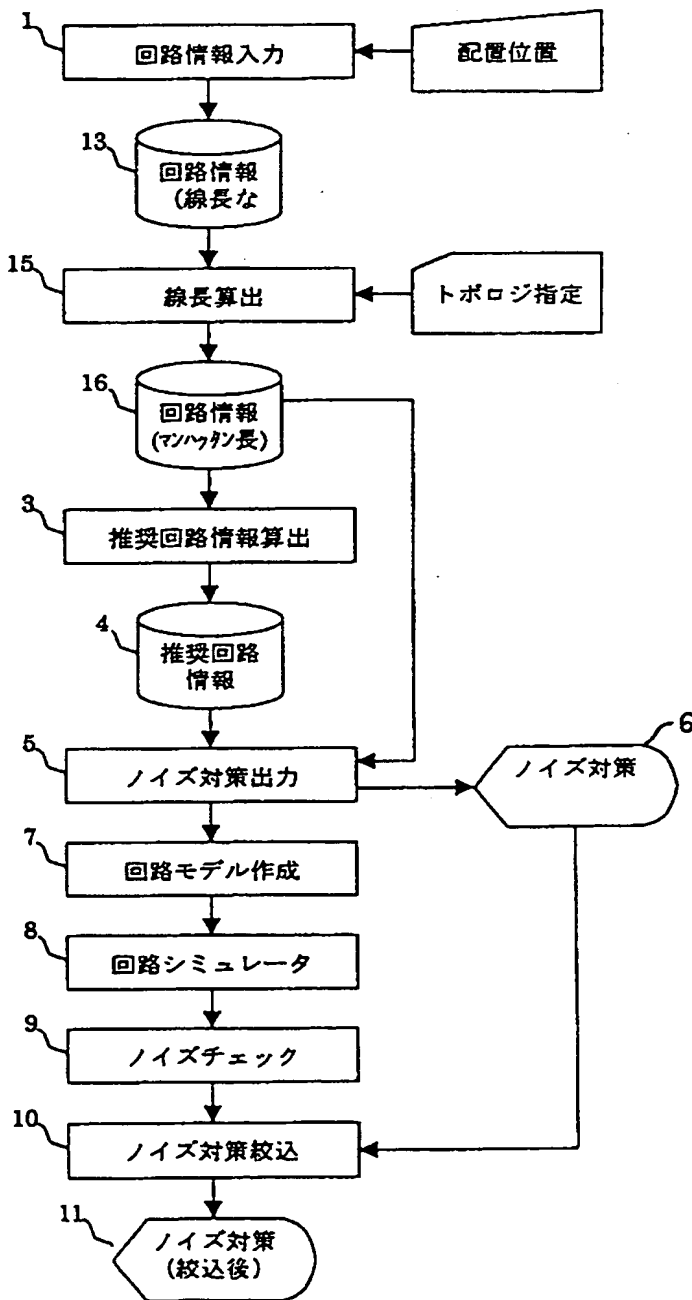 1
回路情報入力
配置位置
13
回路情報
(線長な
15
線長算出
トポロジ指定
16
回路情報
(マンハッタン長)
3
推奨回路情報算出
4
推奨回路
情報
5
ノイズ対策出力
6
ノイズ対策
7
回路モデル作成
8
回路シミュレータ
9
ノイズチェック
10
ノイズ対策絞込
11
ノイズ対策
(絞込後)